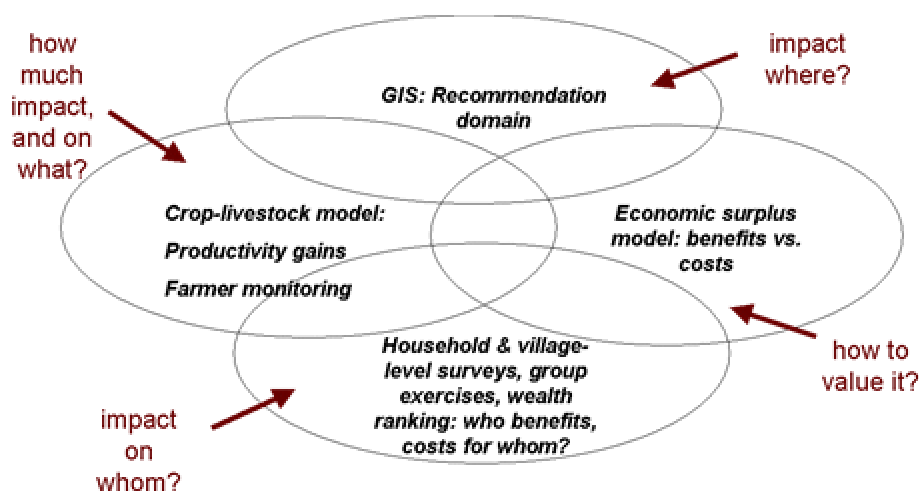 how
much
impact,
and on
what?
impact
where?
GIS: Recommendation
domain
Crop-livestock model:
Productivity gains
Farmer monitoring
Economic surplus
model: benefits vs.
costs
Household & village-
level surveys, group
exercises, wealth
ranking: who benefits,
costs for whom?
how to
value it?
impact
on
whom?